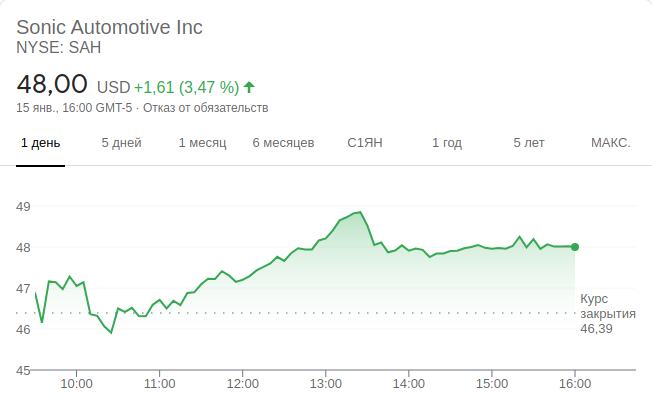 Sonic Automotive Inc
NYSE: SAH
48,00 USD +1,61 (3,47 %)
15 янв., 16:00 GMT-5 · Отказ от обязательств
1 день 5 дней 1 месяц 6 месяцев С1ЯН 1 год 5 лет МАКС.
49
48
47
Курс
закрытия
46,39
46
45
10:00 11:00 12:00 13:00 14:00 15:00 16:00